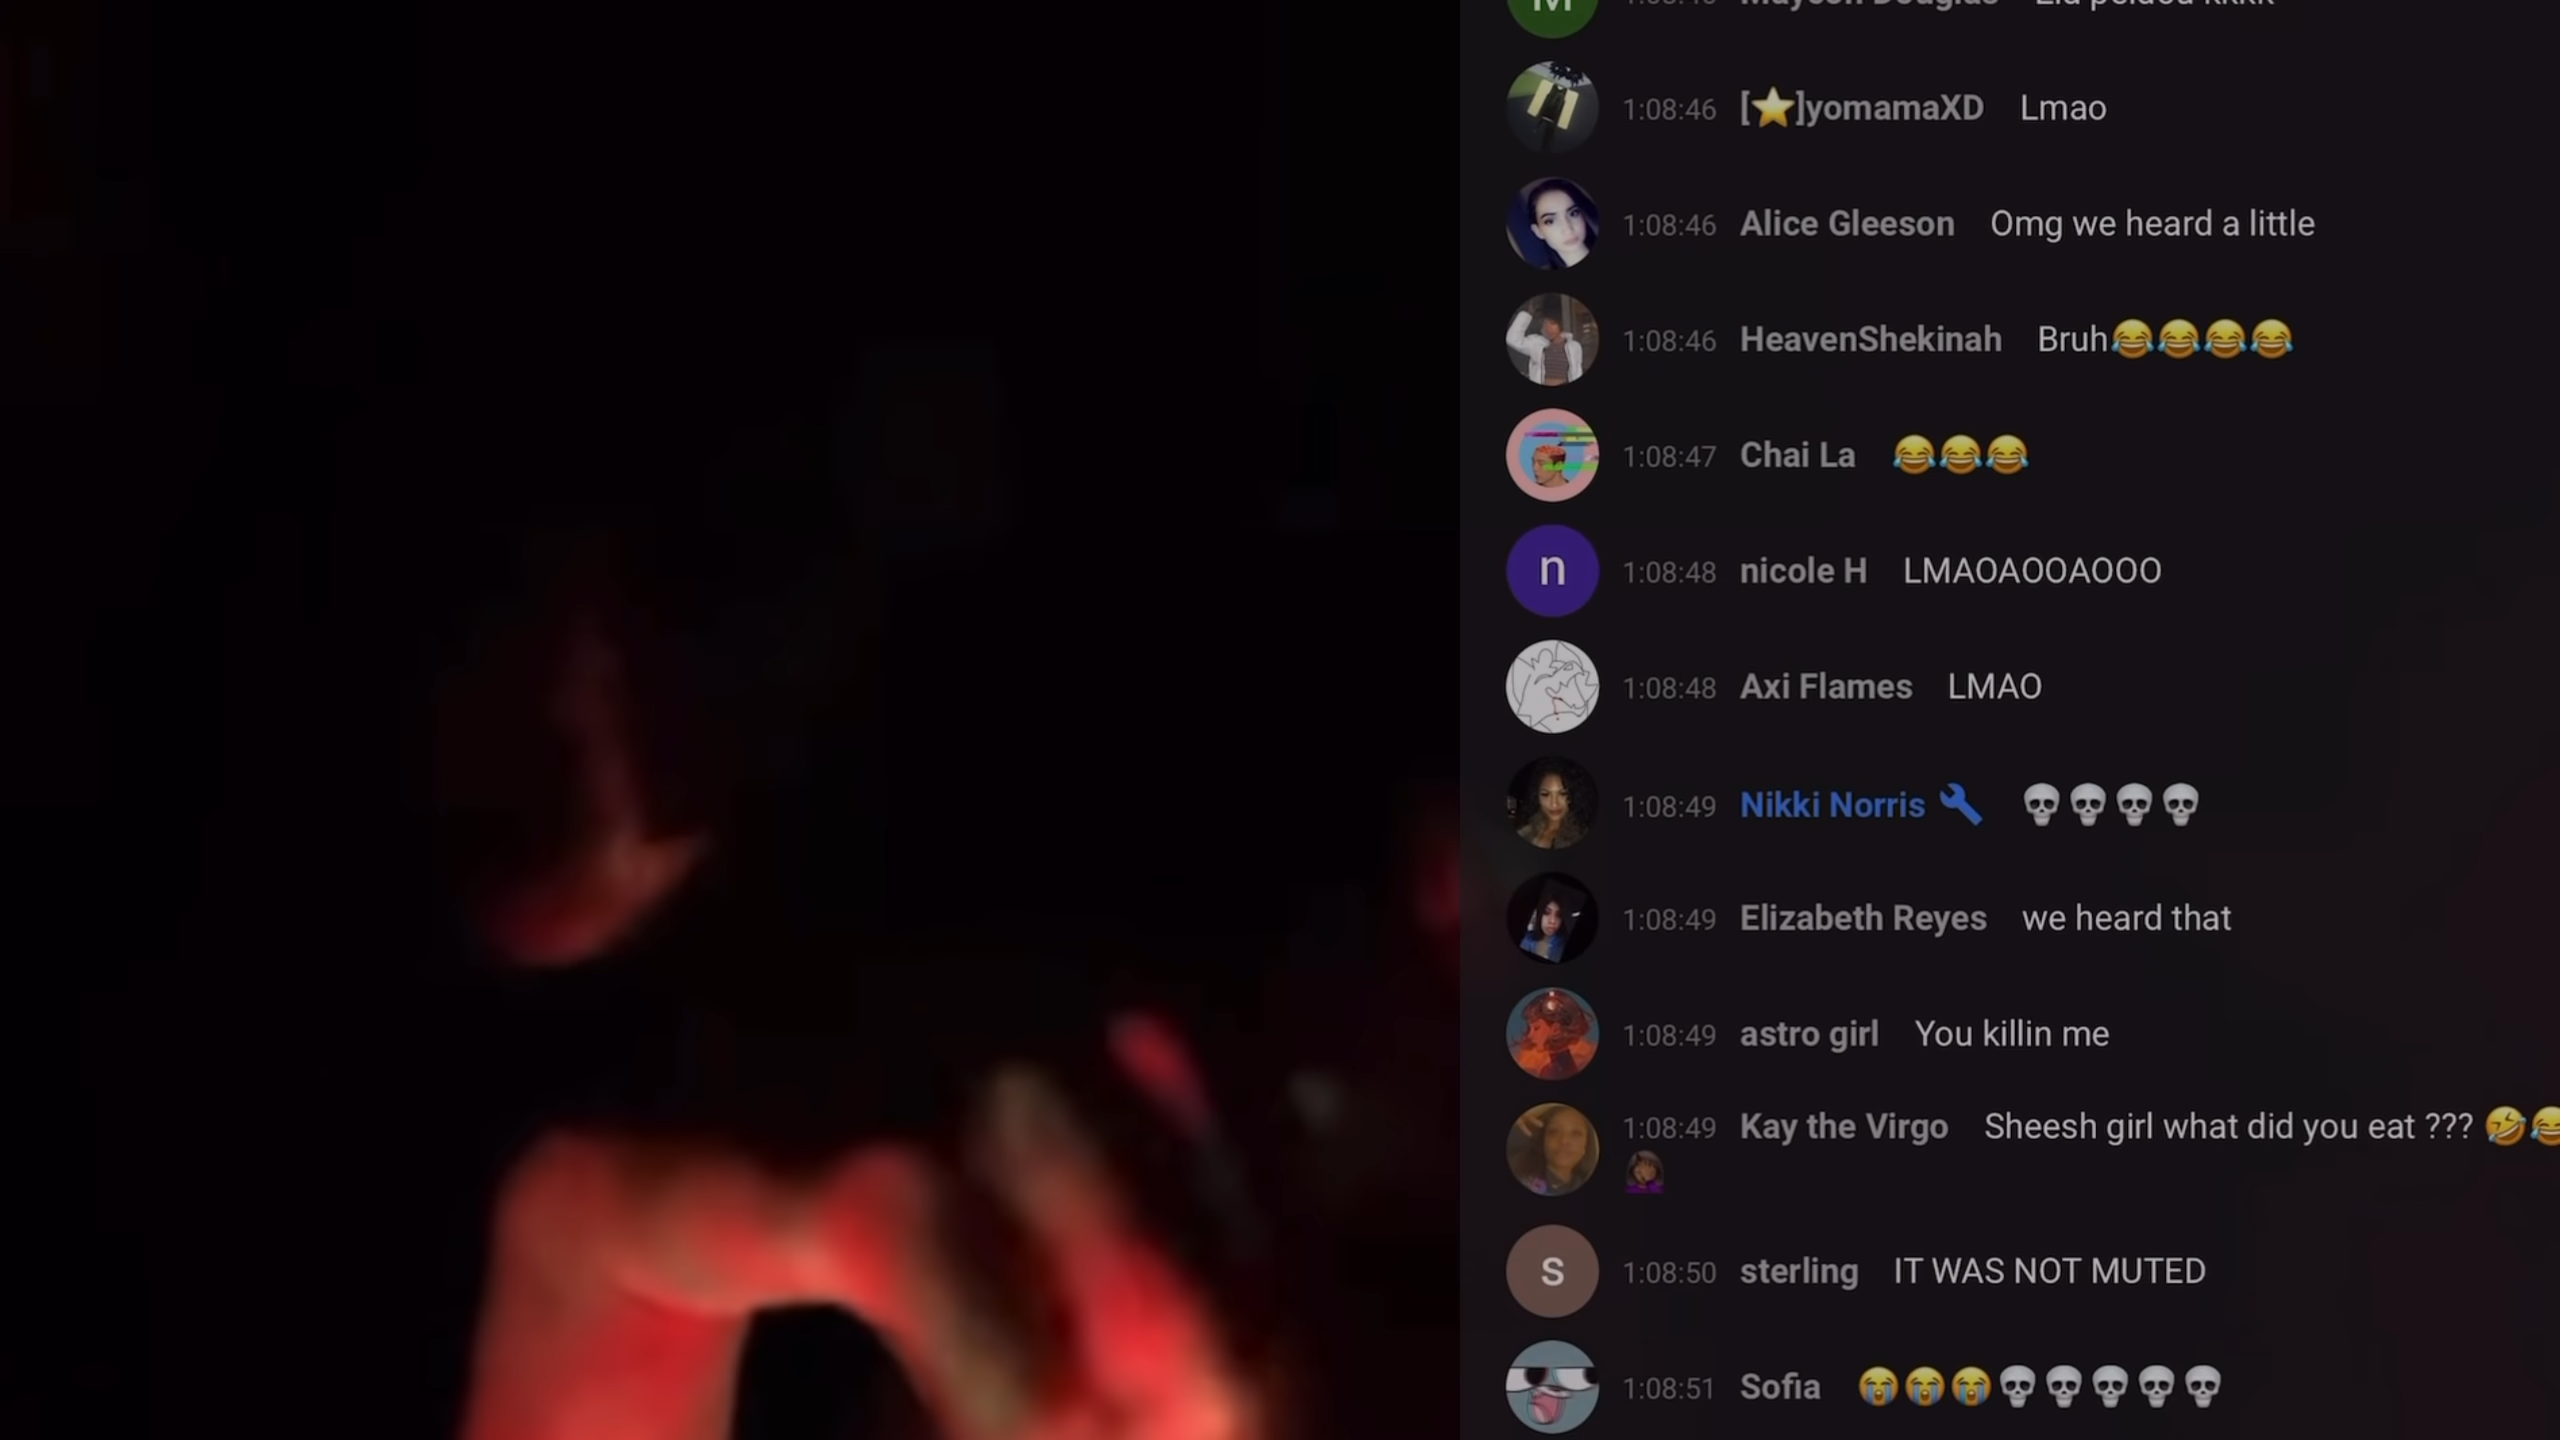 [⭐]yomamaXD Lmao
1:08:46 Alice Gleeson Omg we heard a little
1:08:46 HeavenShekinah Bruh😂😂😂😂
1:08:47 Chai La 😂😂😂
n 1:08:48 nicole H LMAOAOOAOOO
1:08:48 Axi Flames LMAO
1:08:49 Nikki Norris 🔧 💀💀💀💀
1:08:49 Elizabeth Reyes we heard that
1:08:49 astro girl You killin me
1:08:49 Kay the Virgo Sheesh girl what did you eat ??? 🤣😂
s 1:08:50 sterling IT WAS NOT MUTED
1:08:51 Sofia 😭😭😭💀💀💀💀💀